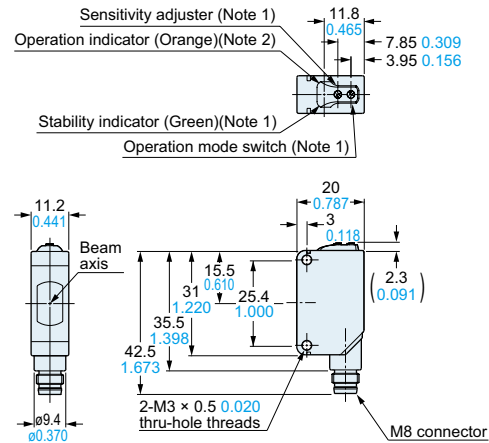 Sensitivity adjuster (Note 1)
Operation indicator (Orange)(Note 2)
11.8
0.465
7.85 0.309
3.95 0.156
Stability indicator (Green)(Note 1)
Operation mode switch (Note 1)
20
0.787
3
0.118
11.2
0.441
Beam
axis
15.5
0.610
31
1.220
25.4
1.000
(2.3
0.091)
35.5
1.398
42.5
1.673
ø9.4
ø0.370
2-M3 × 0.5 0.020
thru-hole threads
M8 connector